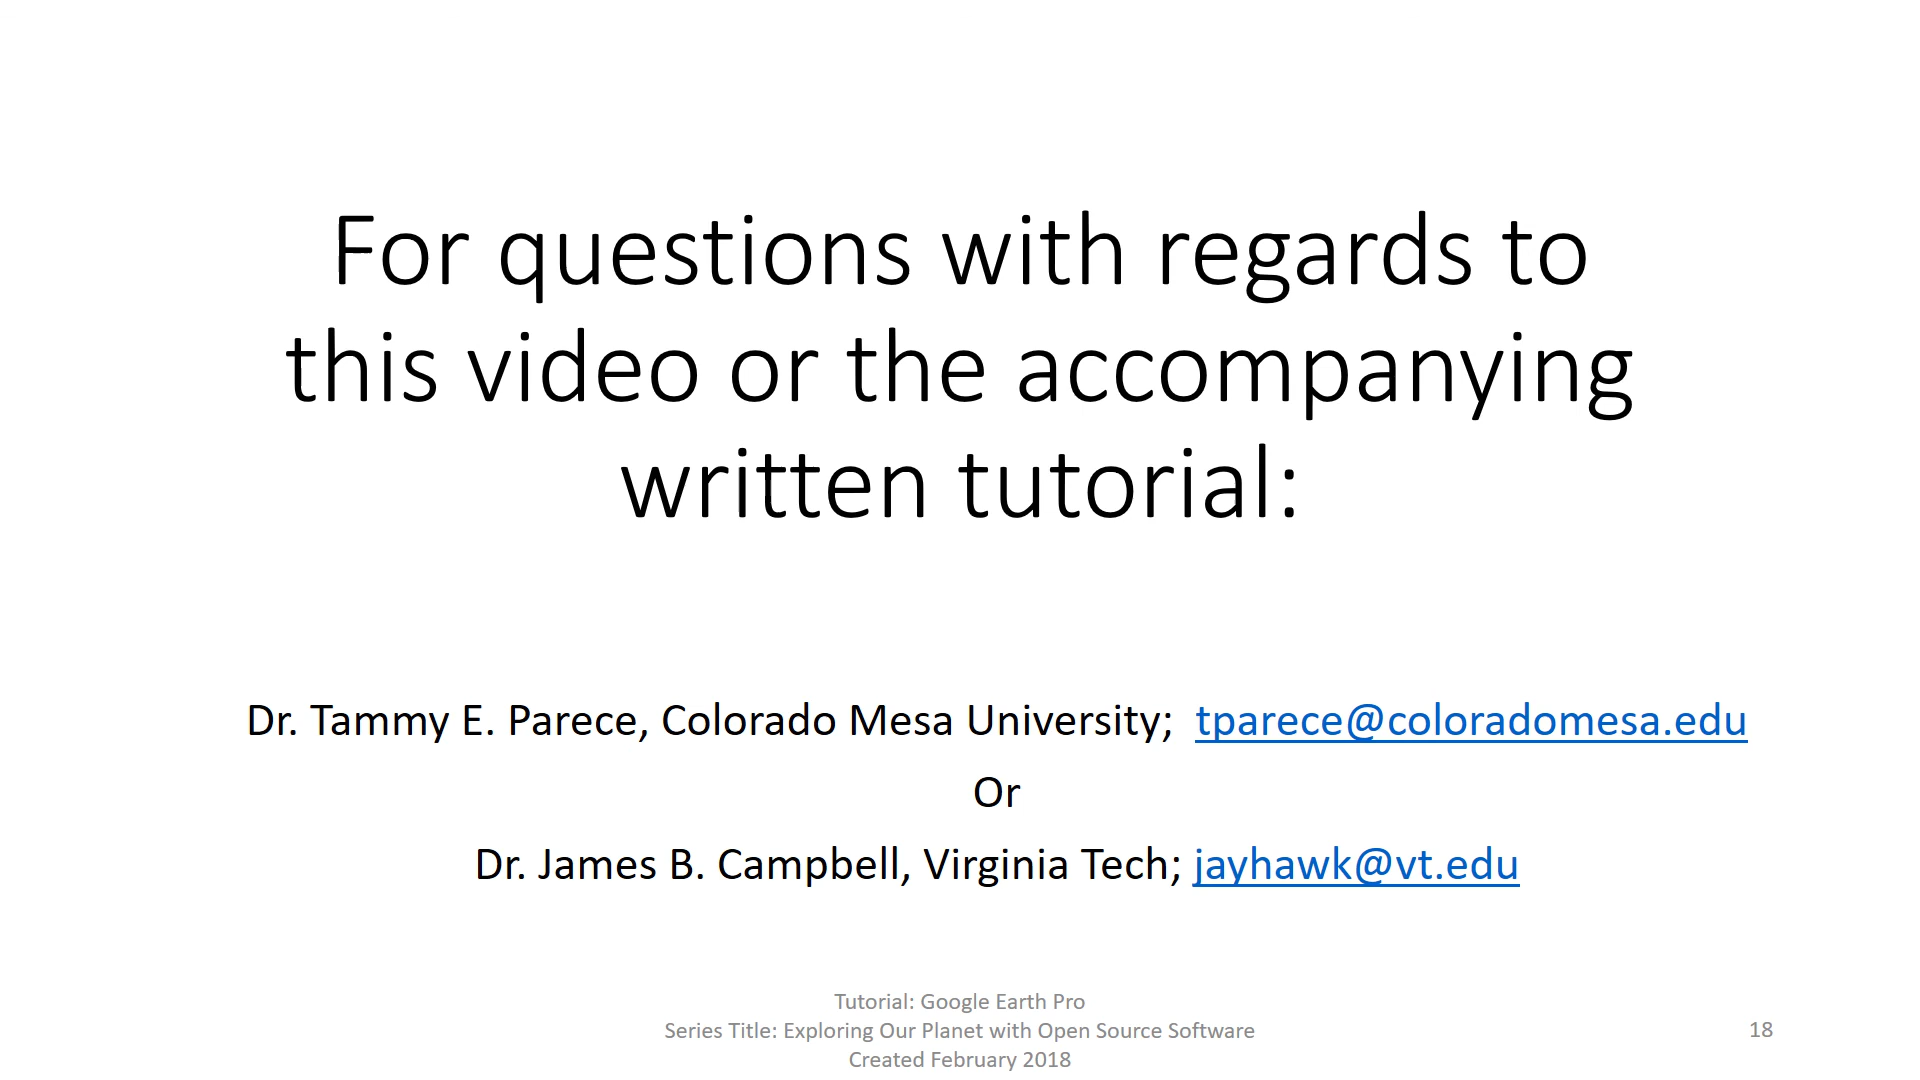 For questions with regards to
this video or the accompanying
written tutorial:
Dr. Tammy E. Parece, Colorado Mesa University;  tparece@coloradomesa.edu
Or
Dr. James B. Campbell, Virginia Tech; jayhawk@vt.edu
Tutorial: Google Earth Pro
Series Title: Exploring Our Planet with Open Source Software
Created February 2018
18